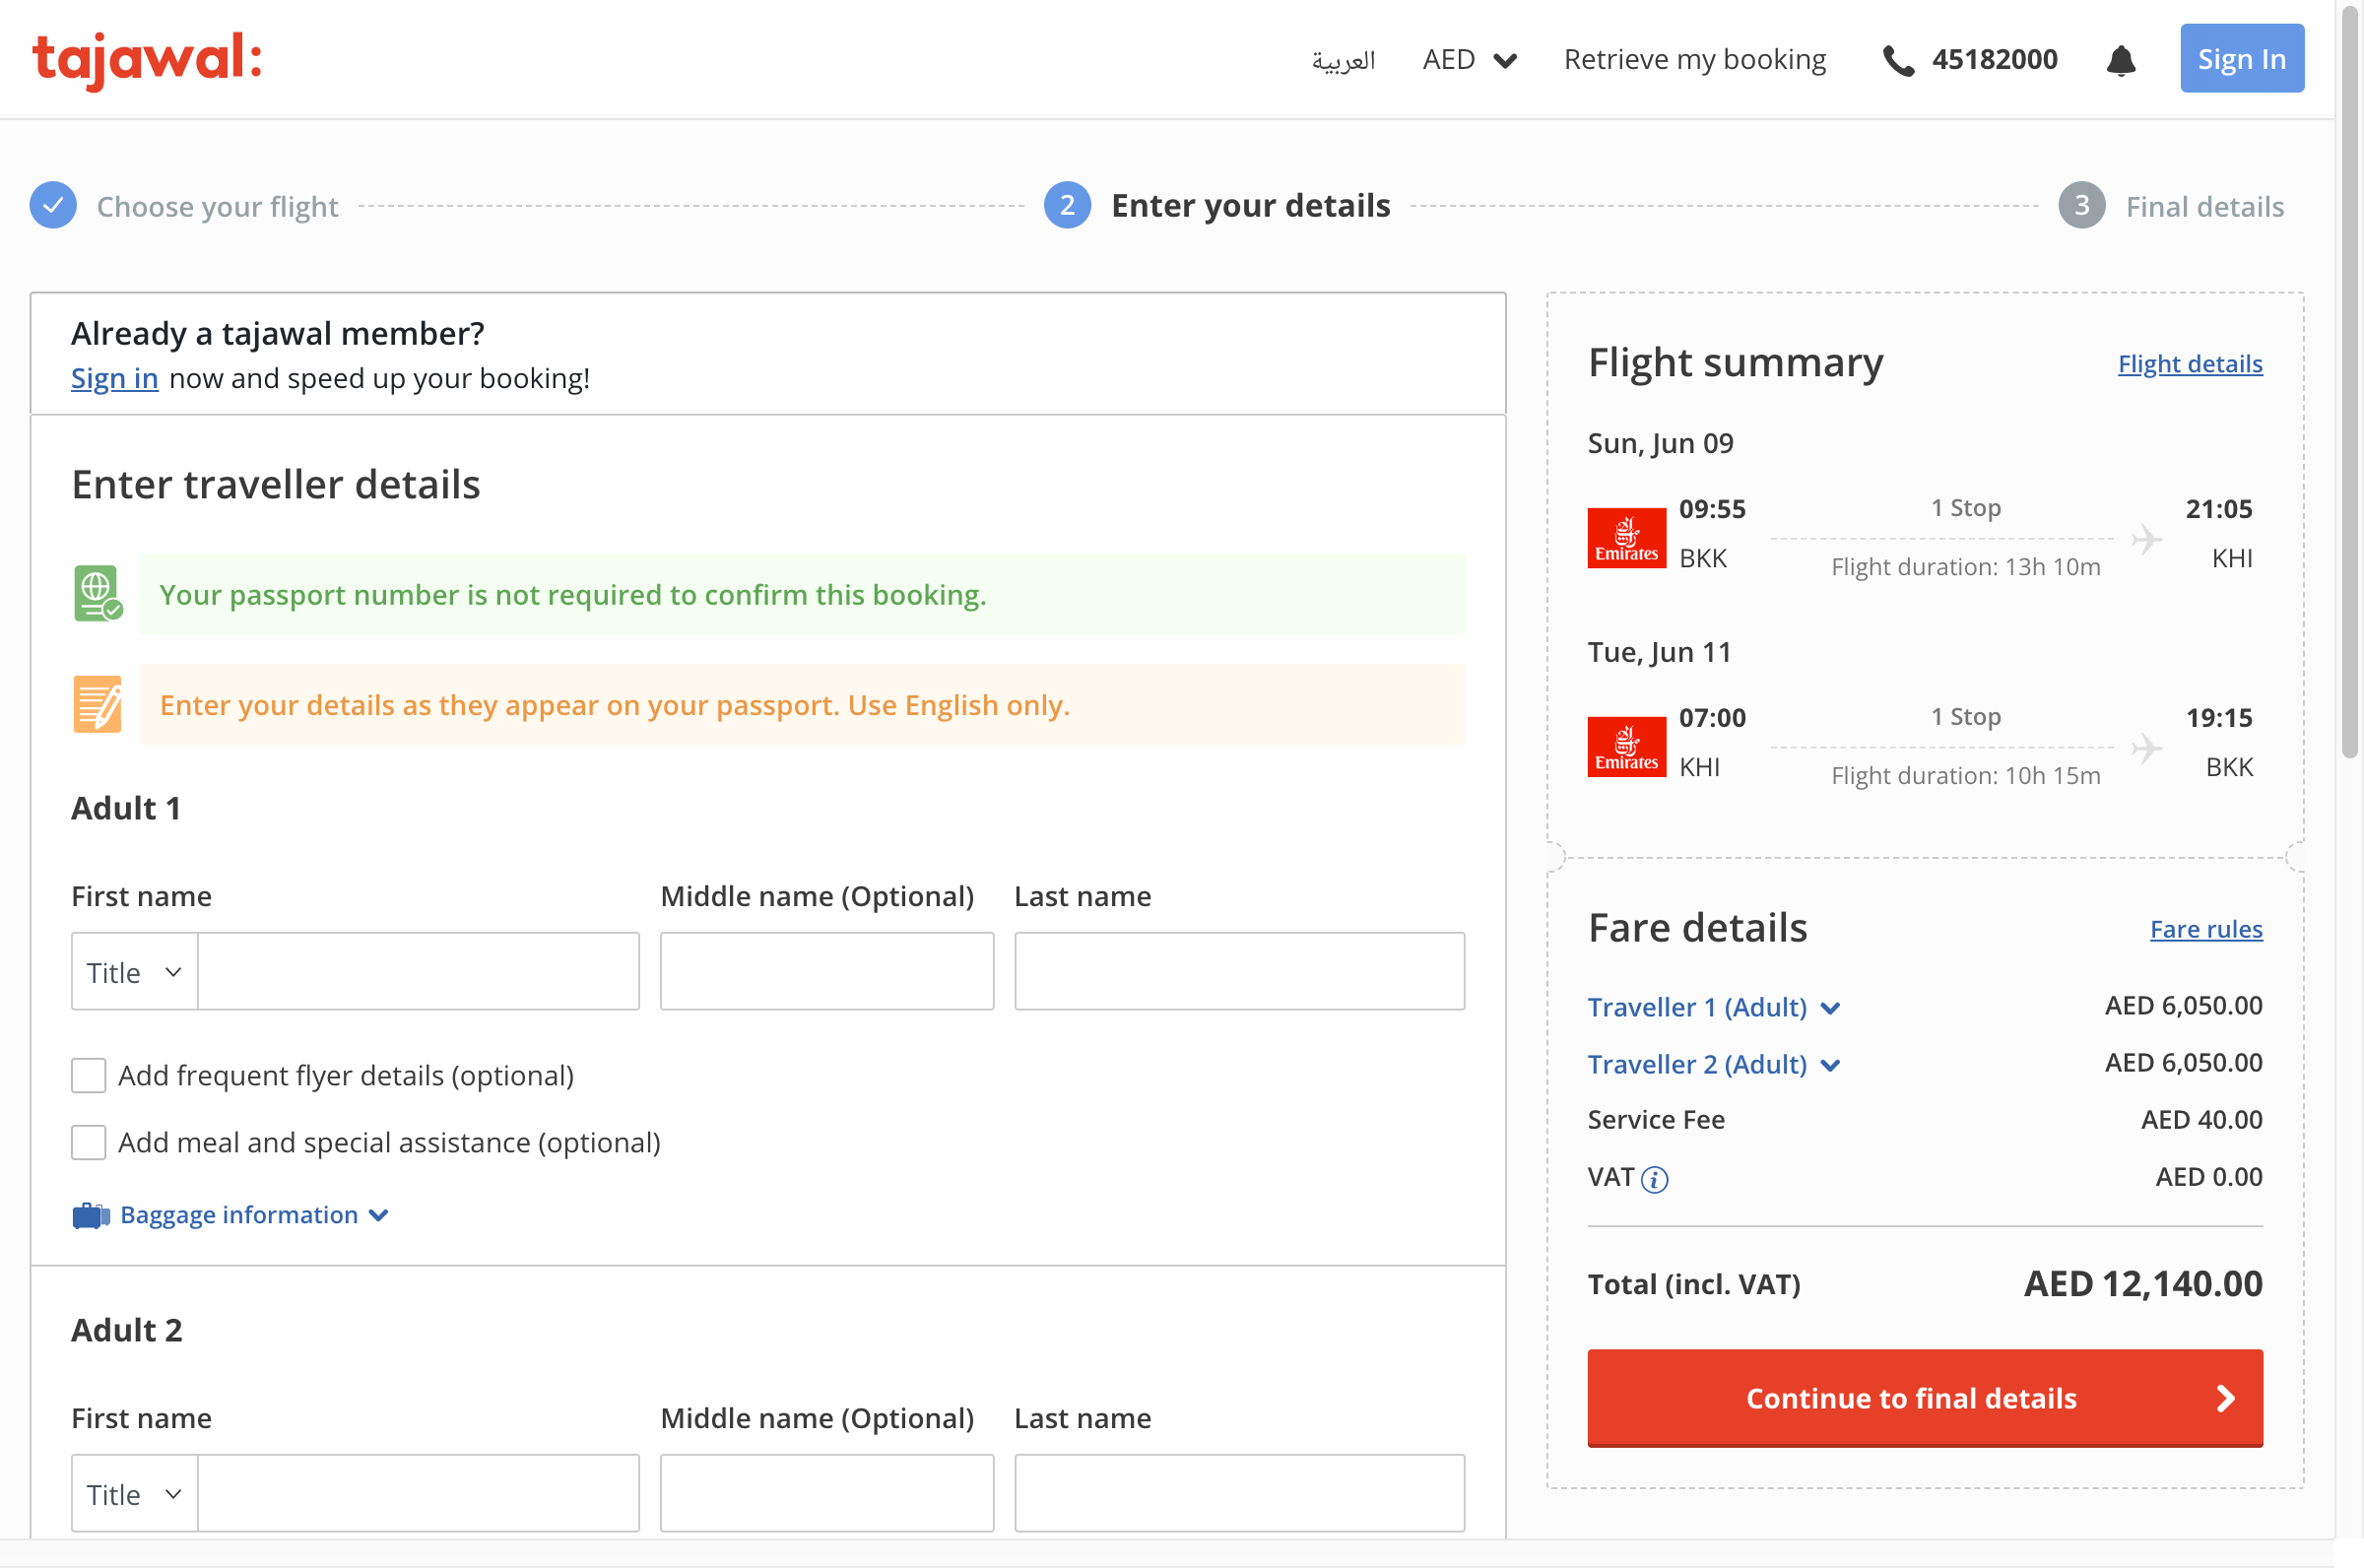 tajawal:
العربية
AED
Retrieve my booking
45182000
Sign In
Choose your flight
2
Enter your details
3
Final details
Already a tajawal member?
Sign in now and speed up your booking!
Enter traveller details
Your passport number is not required to confirm this booking.
Enter your details as they appear on your passport. Use English only.
Adult 1
First name
Middle name (Optional)
Last name
Title
Add frequent flyer details (optional)
Add meal and special assistance (optional)
Baggage information
Adult 2
First name
Middle name (Optional)
Last name
Title
Flight summary
Flight details
Sun, Jun 09
Emirates
09:55
1 Stop
21:05
BKK
Flight duration: 13h 10m
KHI
Tue, Jun 11
Emirates
07:00
1 Stop
19:15
KHI
Flight duration: 10h 15m
BKK
Fare details
Fare rules
Traveller 1 (Adult)
AED 6,050.00
Traveller 2 (Adult)
AED 6,050.00
Service Fee
AED 40.00
VAT
AED 0.00
Total (incl. VAT)
AED 12,140.00
Continue to final details